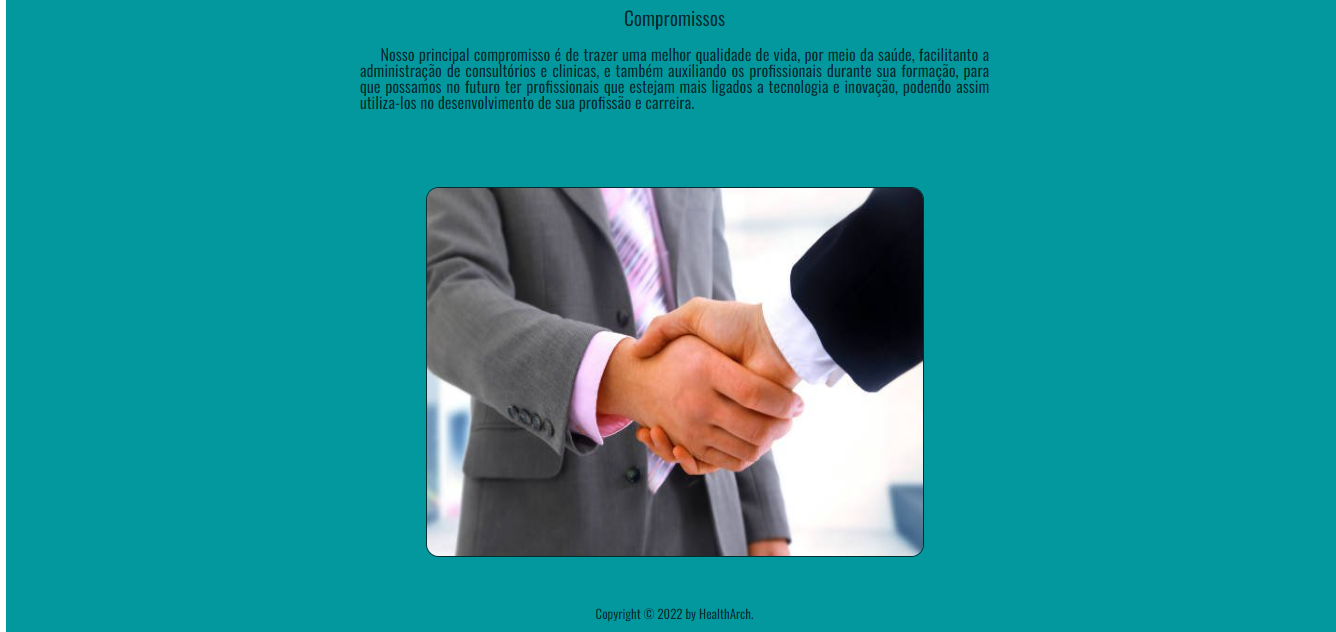 Compromissos
Nosso principal compromisso é de trazer uma melhor qualidade de vida, por meio da saúde, facilitanto a
administração de consultórios e clinicas, e também auxiliando os profissionais durante sua formação, para
que possamos no futuro ter profissionais que estejam mais ligados a tecnologia e inovação, podendo assim
utiliza-los no desenvolvimento de sua profissão e carreira.
Copyright © 2022 by HealthArch.